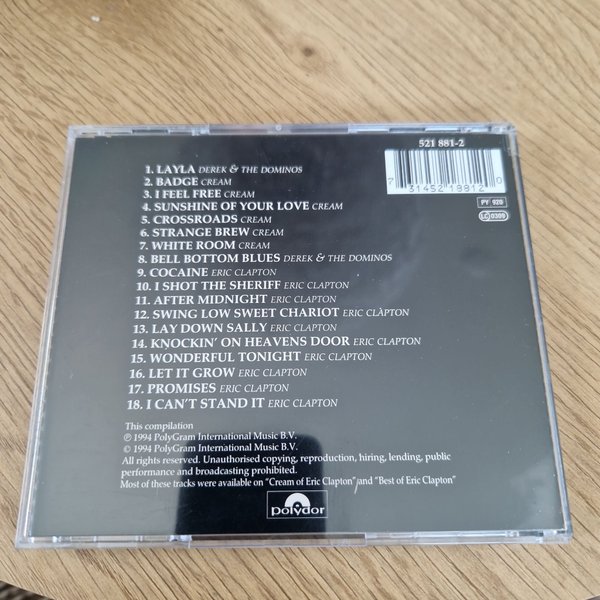 521 881-2
7 31452 18812 0
PY 920
LC 0309
1. LAYLA DEREK & THE DOMINOS
2. BADGE CREAM
3. I FEEL FREE CREAM
4. SUNSHINE OF YOUR LOVE CREAM
5. CROSSROADS CREAM
6. STRANGE BREW CREAM
7. WHITE ROOM CREAM
8. BELL BOTTOM BLUES DEREK & THE DOMINOS
9. COCAINE ERIC CLAPTON
10. I SHOT THE SHERIFF ERIC CLAPTON
11. AFTER MIDNIGHT ERIC CLAPTON
12. SWING LOW SWEET CHARIOT ERIC CLAPTON
13. LAY DOWN SALLY ERIC CLAPTON
14. KNOCKIN' ON HEAVENS DOOR ERIC CLAPTON
15. WONDERFUL TONIGHT ERIC CLAPTON
16. LET IT GROW ERIC CLAPTON
17. PROMISES ERIC CLAPTON
18. I CAN'T STAND IT ERIC CLAPTON
This compilation
℗ 1994 PolyGram International Music B.V.
© 1994 PolyGram International Music B.V.
All rights reserved. Unauthorised copying, reproduction, hiring, lending, public
performance and broadcasting prohibited.
Most of these tracks were available on “Cream of Eric Clapton” and “Best of Eric Clapton”
polydor